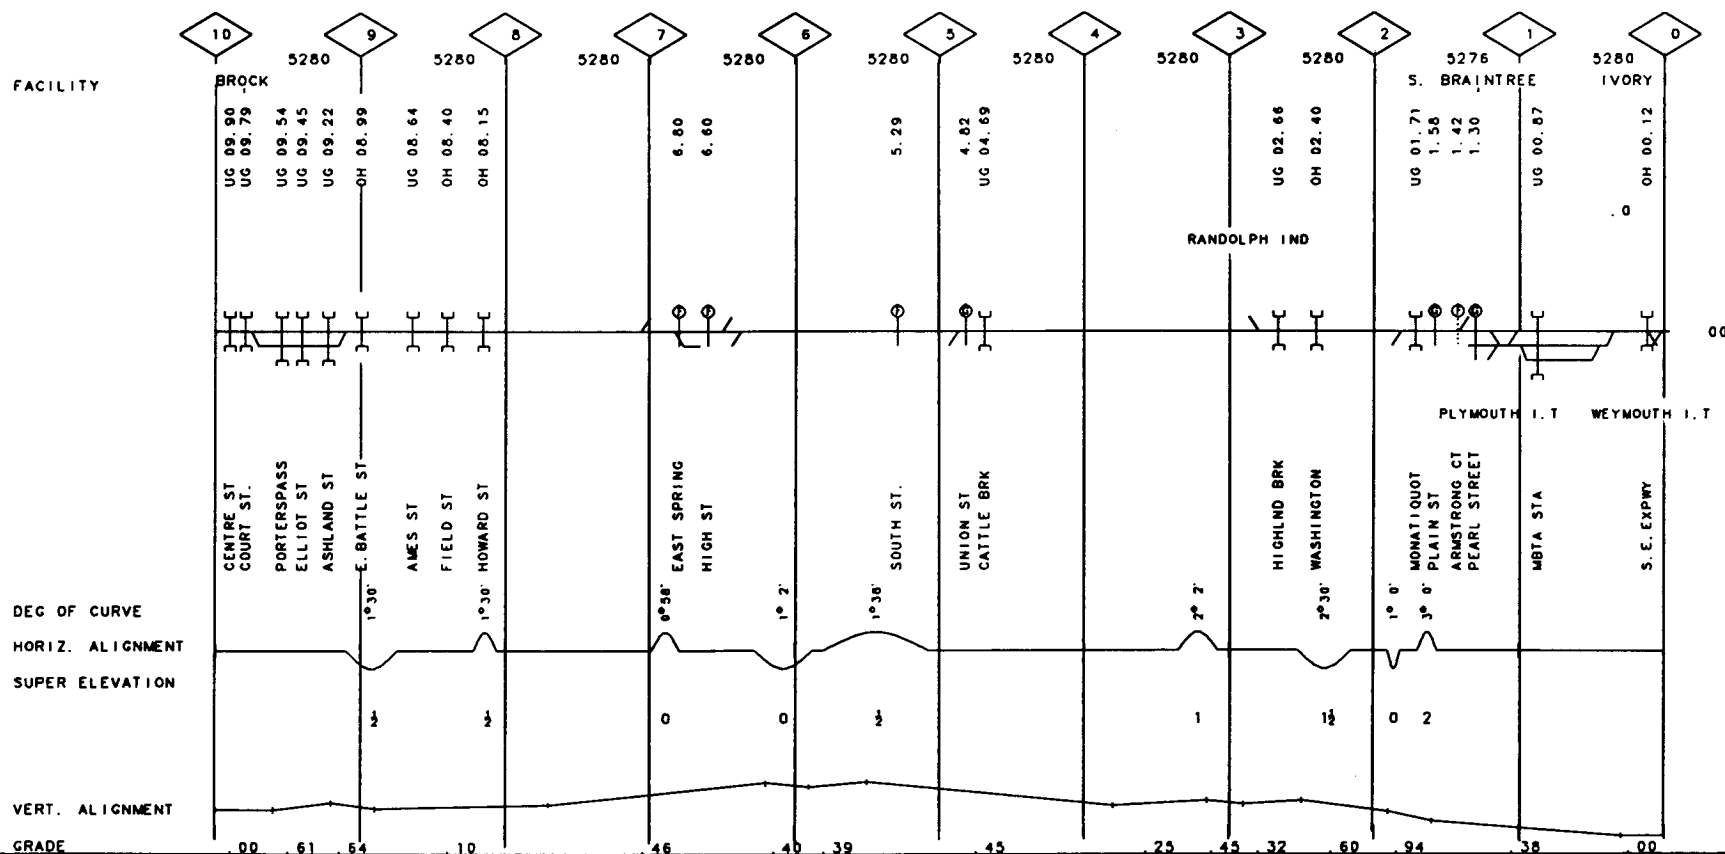 10 9 8 7 6 5 4 3 2 1 0
5280 5280 5280 5280 5280 5280 5280 5280 5276 5280
FACILITY BROCK S. BRAINTREE IVORY
UG 09.90
UG 09.79
UG 09.54
UG 09.45
UG 09.22
OH 08.99
UG 08.64
OH 08.40
OH 08.15
6.80
6.60
5.29
4.82
UG 04.69
UG 02.66
OH 02.40
UG 01.71
1.58
1.42
1.30
UG 00.87
OH 00.12
.0
RANDOLPH IND
F F F G G F G
00
PLYMOUTH I.T WEYMOUTH I.T
CENTRE ST
COURT ST.
PORTERSPASS
ELLIOT ST
ASHLAND ST
E.BATTLE ST
AMES ST
FIELD ST
HOWARD ST
EAST SPRING
HIGH ST
SOUTH ST.
UNION ST
CATTLE BRK
HIGHLND BRK
WASHINGTON
MONATIQUOT
PLAIN ST
ARMSTRONG CT
PEARL STREET
MBTA STA
S.E.EXPWY
DEG OF CURVE 1°30' 1°30' 0°58' 1° 2' 1°38' 2° 2' 2°30' 1° 0' 3° 0'
HORIZ. ALIGNMENT
SUPER ELEVATION
½ ½ 0 0 ½ 1 1½ 0 2
VERT. ALIGNMENT
GRADE .00 .61 .64 .10 .46 .40 .39 .45 .25 .45 .32 .60 .94 .38 .00